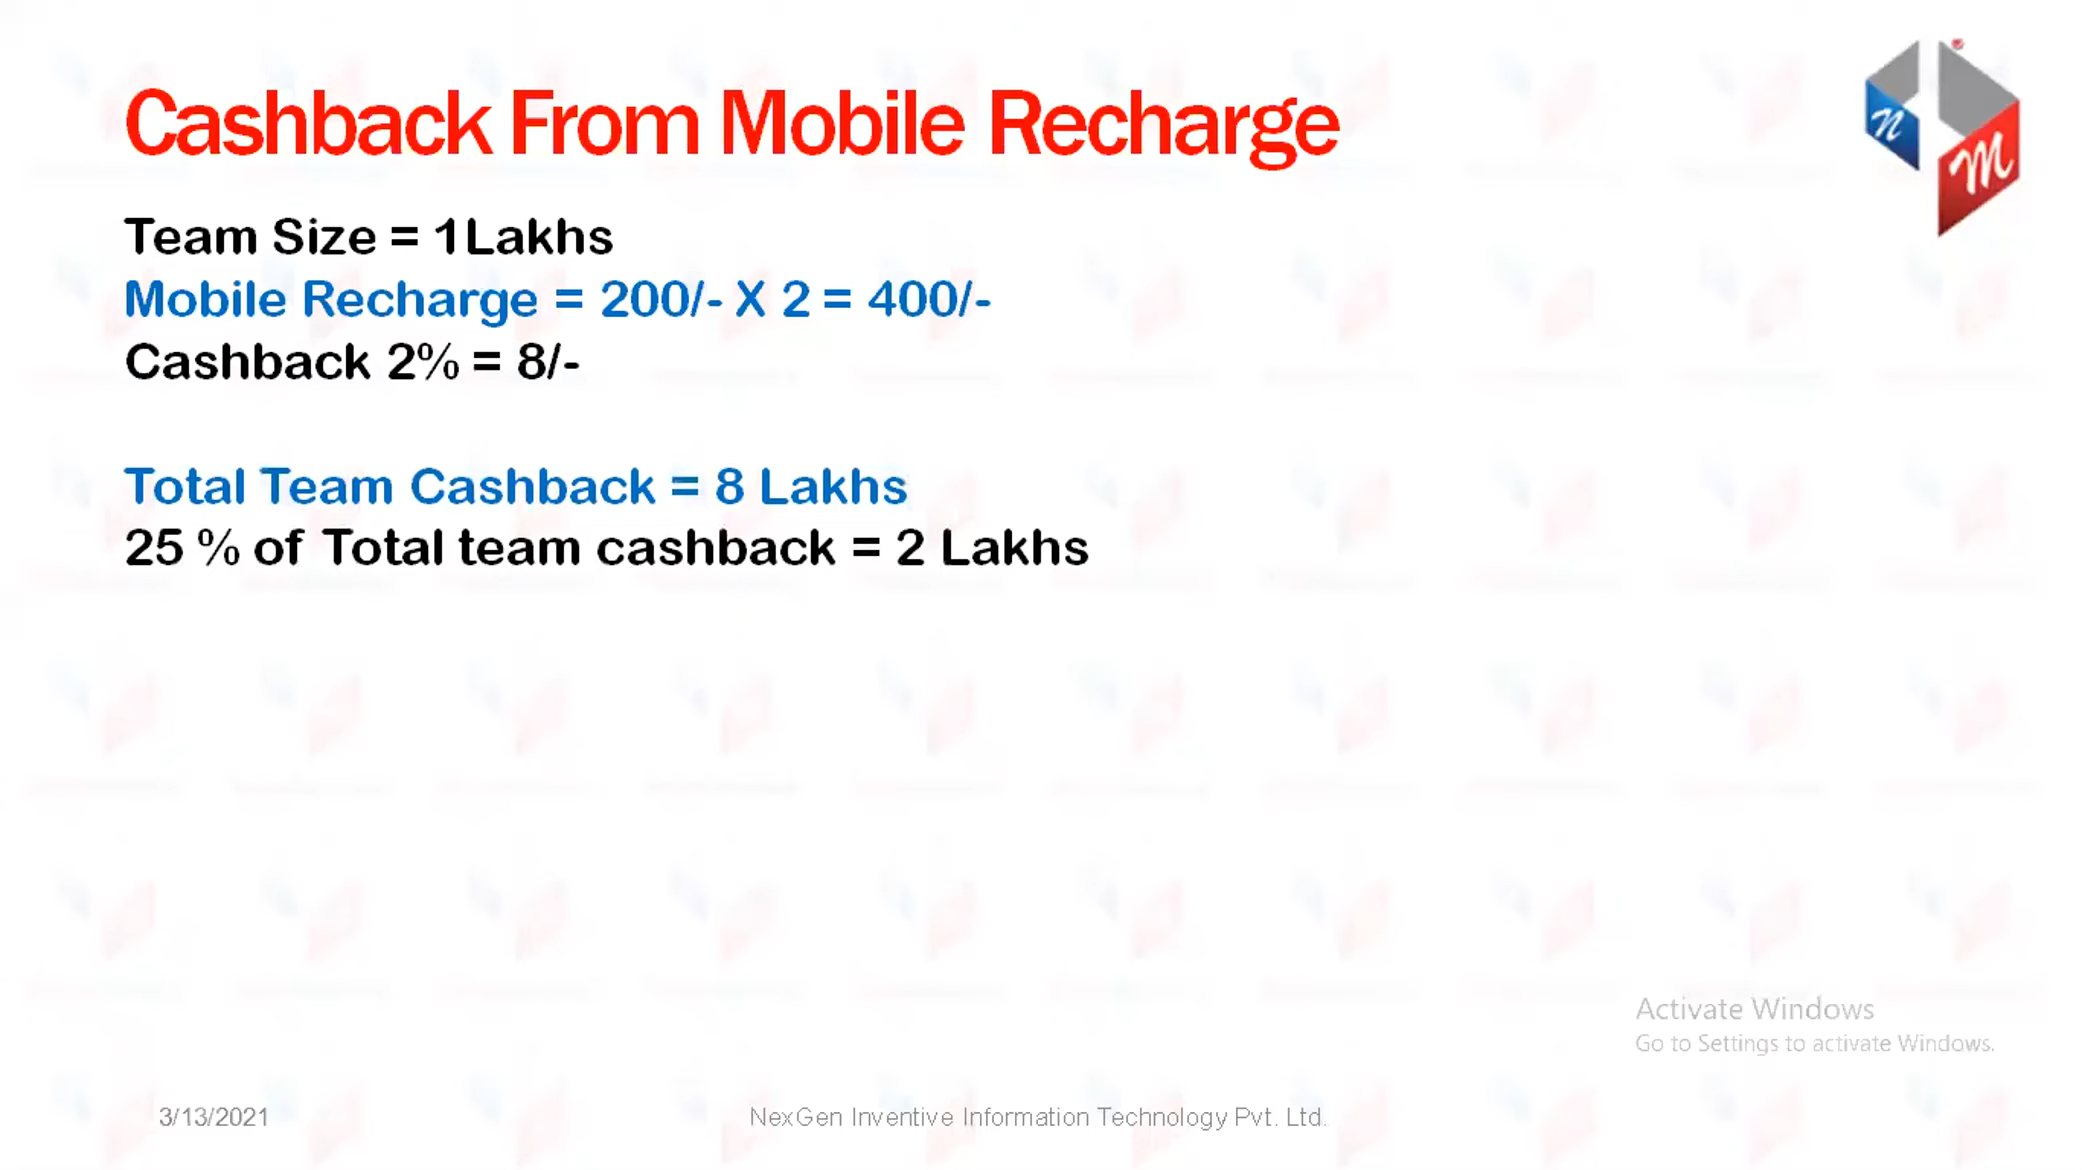 Cashback From Mobile Recharge
n
m
Team Size = 1Lakhs
Mobile Recharge = 200/- X 2 = 400/-
Cashback 2% = 8/-
Total Team Cashback = 8 Lakhs
25 % of Total team cashback = 2 Lakhs
Activate Windows
Go to Settings to activate Windows.
3/13/2021
NexGen Inventive Information Technology Pvt. Ltd.